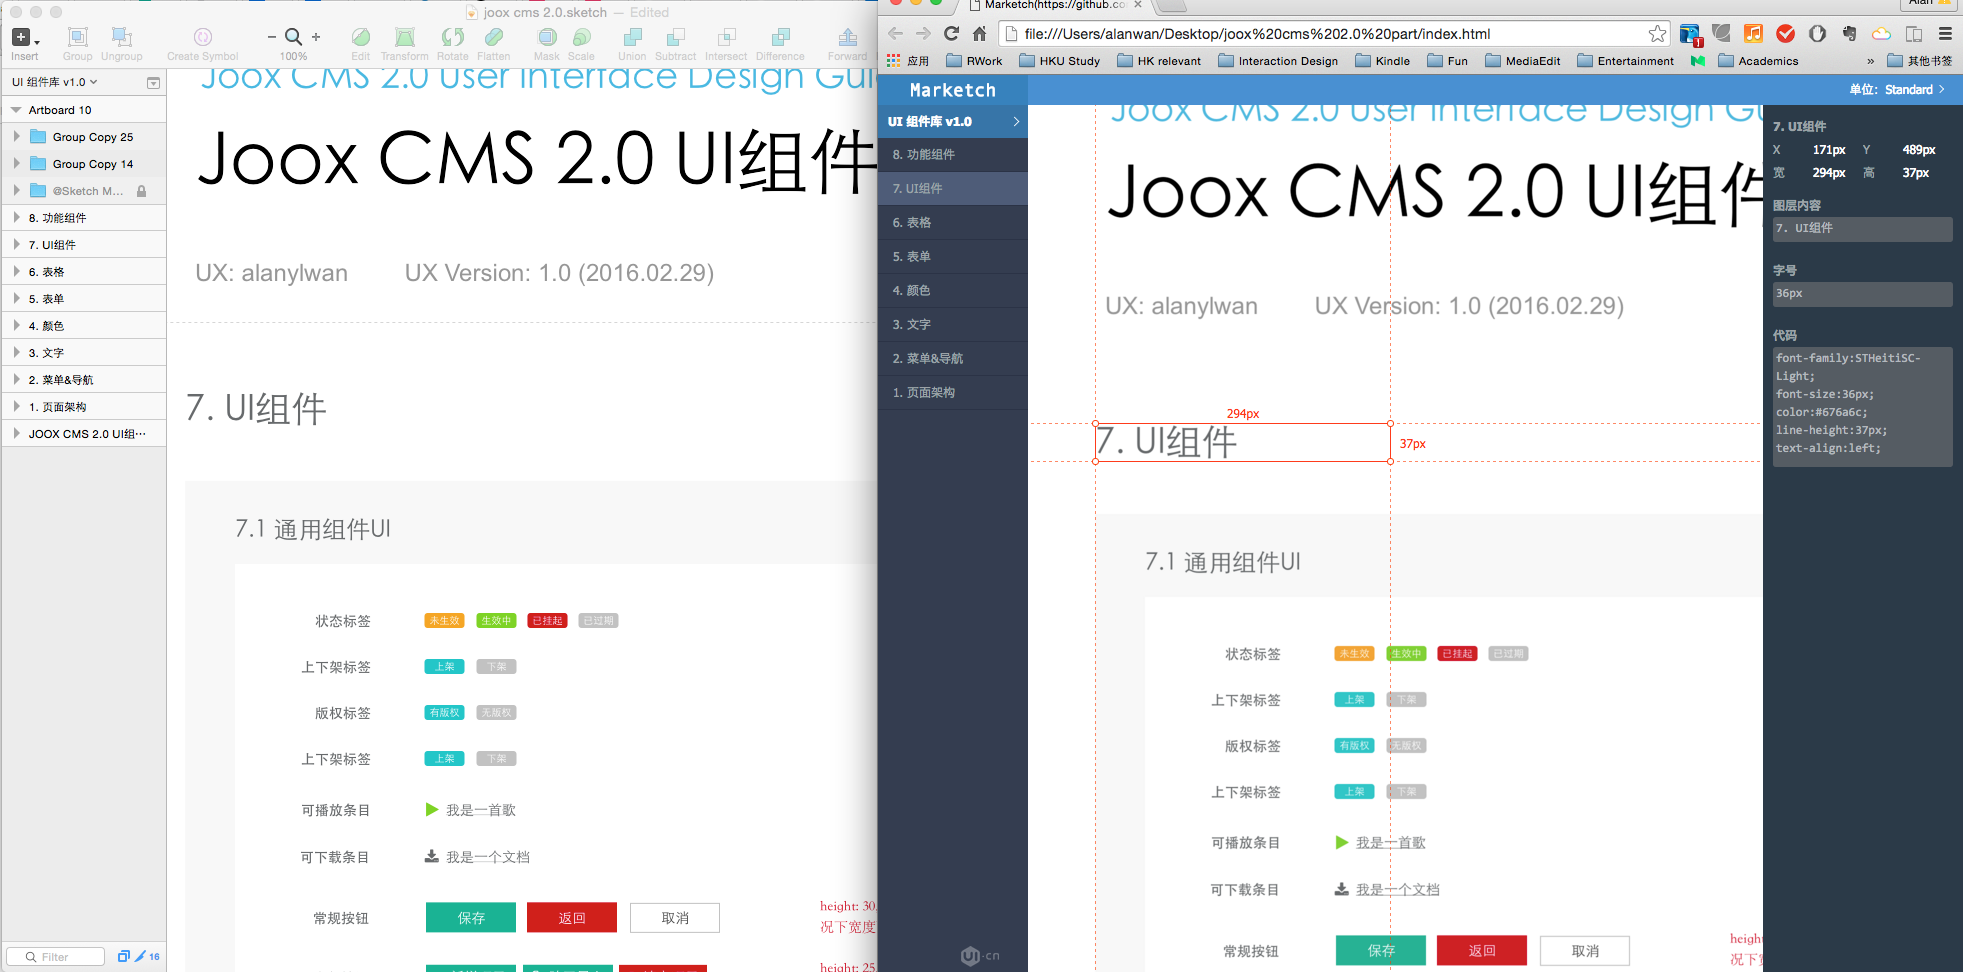 joox cms 2.0.sketch — Edited
Insert
Group
Ungroup
Create Symbol
100%
Edit
Transform
Rotate
Flatten
Mask
Scale
Union
Subtract
Intersect
Difference
Forward
UI 组件库 v1.0
Artboard 10
Group Copy 25
Group Copy 14
@Sketch M...
8. 功能组件
7. UI组件
6. 表格
5. 表单
4. 颜色
3. 文字
2. 菜单&导航
1. 页面架构
JOOX CMS 2.0 UI组···
Filter
16
Joox CMS 2.0 User Interface Design Gui
Joox CMS 2.0 UI组件
UX: alanylwan
UX Version: 1.0 (2016.02.29)
7. UI组件
7.1 通用组件UI
状态标签 未生效 生效中 已挂起 已过期
上下架标签 上架 下架
版权标签 有版权 无版权
上下架标签 上架 下架
可播放条目 我是一首歌
可下载条目 我是一个文档
常规按钮 保存 返回 取消
height: 30.
况下宽度
height: 25.
Marketch(https://github.co
Alan
file:///Users/alanwan/Desktop/joox%20cms%202.0%20part/index.html
1
应用
RWork
HKU Study
HK relevant
Interaction Design
Kindle
Fun
MediaEdit
Entertainment
Academics
»
其他书签
Marketch
单位: Standard
UI 组件库 v1.0
8. 功能组件
7. UI组件
6. 表格
5. 表单
4. 颜色
3. 文字
2. 菜单&导航
1. 页面架构
UI·cn
Joox CMS 2.0 User Interface Design Gu
Joox CMS 2.0 UI组件
UX: alanylwan
UX Version: 1.0 (2016.02.29)
294px
7. UI组件
37px
7.1 通用组件UI
状态标签 未生效 生效中 已挂起 已过期
上下架标签 上架 下架
版权标签 有版权 无版权
上下架标签 上架 下架
可播放条目 我是一首歌
可下载条目 我是一个文档
常规按钮 保存 返回 取消
height
况下宽
7. UI组件
X 171px Y 489px
宽 294px 高 37px
图层内容
7. UI组件
字号
36px
代码
font-family:STHeitiSC-
Light;
font-size:36px;
color:#676a6c;
line-height:37px;
text-align:left;